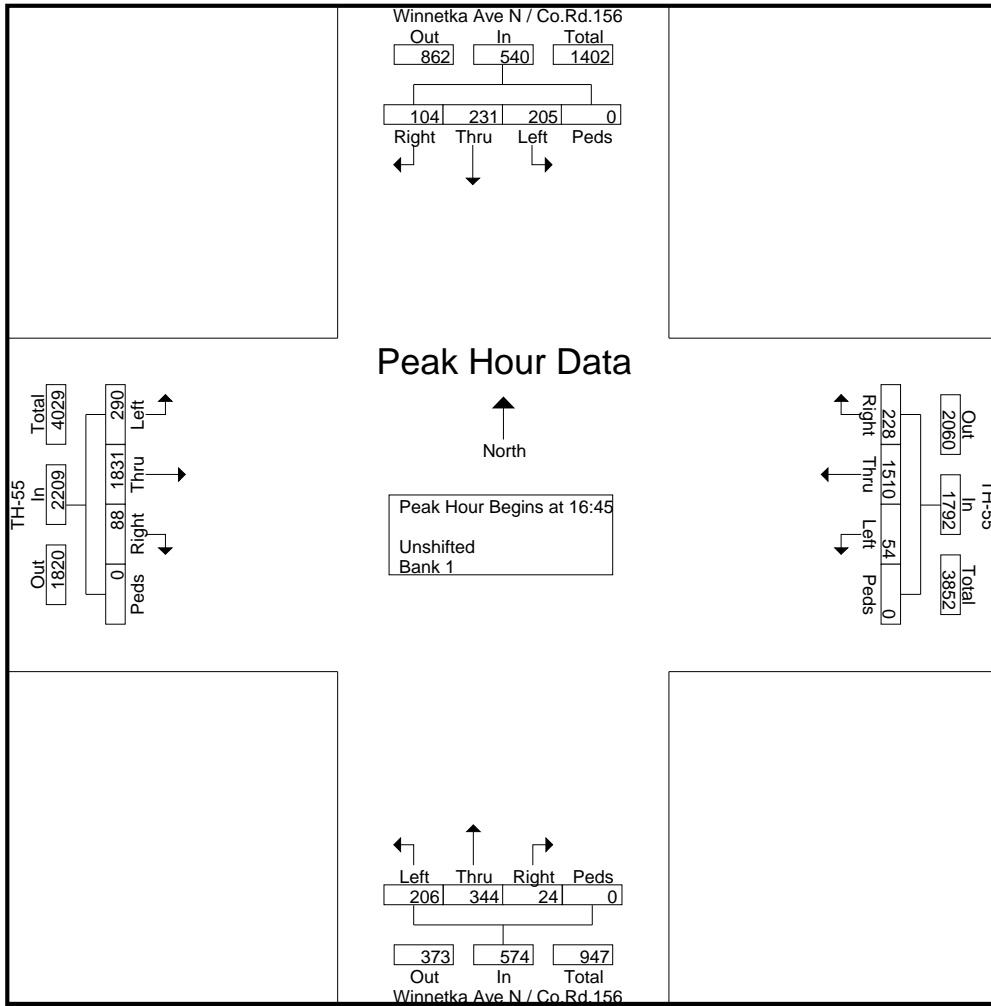 Winnetka Ave N / Co.Rd.156
Out In Total
862 540 1402
104 231 205 0
Right Thru Left Peds
Peak Hour Data
North
Peak Hour Begins at 16:45
Unshifted
Bank 1
TH-55
Out In Total
1820 2209 4029
290 1831 88 0
Left Thru Right Peds
TH-55
Out In Total
2060 1792 3852
228 1510 54 0
Right Thru Left Peds
Left Thru Right Peds
206 344 24 0
373 574 947
Out In Total
Winnetka Ave N / Co.Rd.156